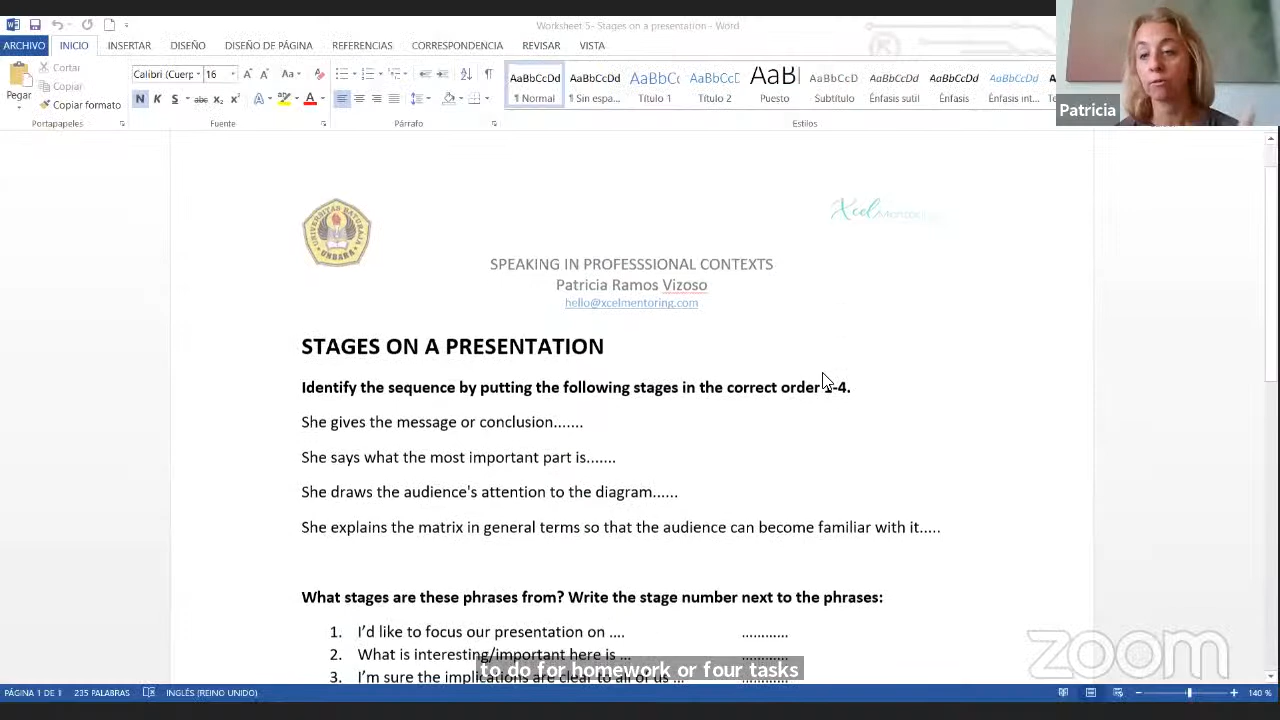 Worksheet 5- Stages on a presentation - Word
ARCHIVO INICIO INSERTAR DISEÑO DISEÑO DE PÁGINA REFERENCIAS CORRESPONDENCIA REVISAR VISTA
Pegar
Cortar
Copiar
Copiar formato
Portapapeles
Calibri (Cuerp 16
N K S abc x₂ x²
Fuente
Párrafo
AaBbCcDd AaBbCcDd AaBbCc AaBbCcD AaB AaBbCcD AaBbCcDd AaBbCcDd AaBbCcDd
¶ Normal ¶ Sin espa... Título 1 Título 2 Puesto Subtítulo Énfasis sutil Énfasis Énfasis int...
Estilos
Patricia
UNIVERSITAS BATURAJA
UNBARA
Xcel
SPEAKING IN PROFESSSIONAL CONTEXTS
Patricia Ramos Vizoso
hello@xcelmentoring.com
STAGES ON A PRESENTATION
Identify the sequence by putting the following stages in the correct order 1-4.
She gives the message or conclusion.......
She says what the most important part is.......
She draws the audience's attention to the diagram......
She explains the matrix in general terms so that the audience can become familiar with it.....
What stages are these phrases from? Write the stage number next to the phrases:
1. I'd like to focus our presentation on .... ............
2. What is interesting/important here is ... ............
3. I'm sure the implications are clear to all of us ... ............
to do for homework or four tasks
zoom
PÁGINA 1 DE 1 235 PALABRAS INGLÉS (REINO UNIDO) 140 %